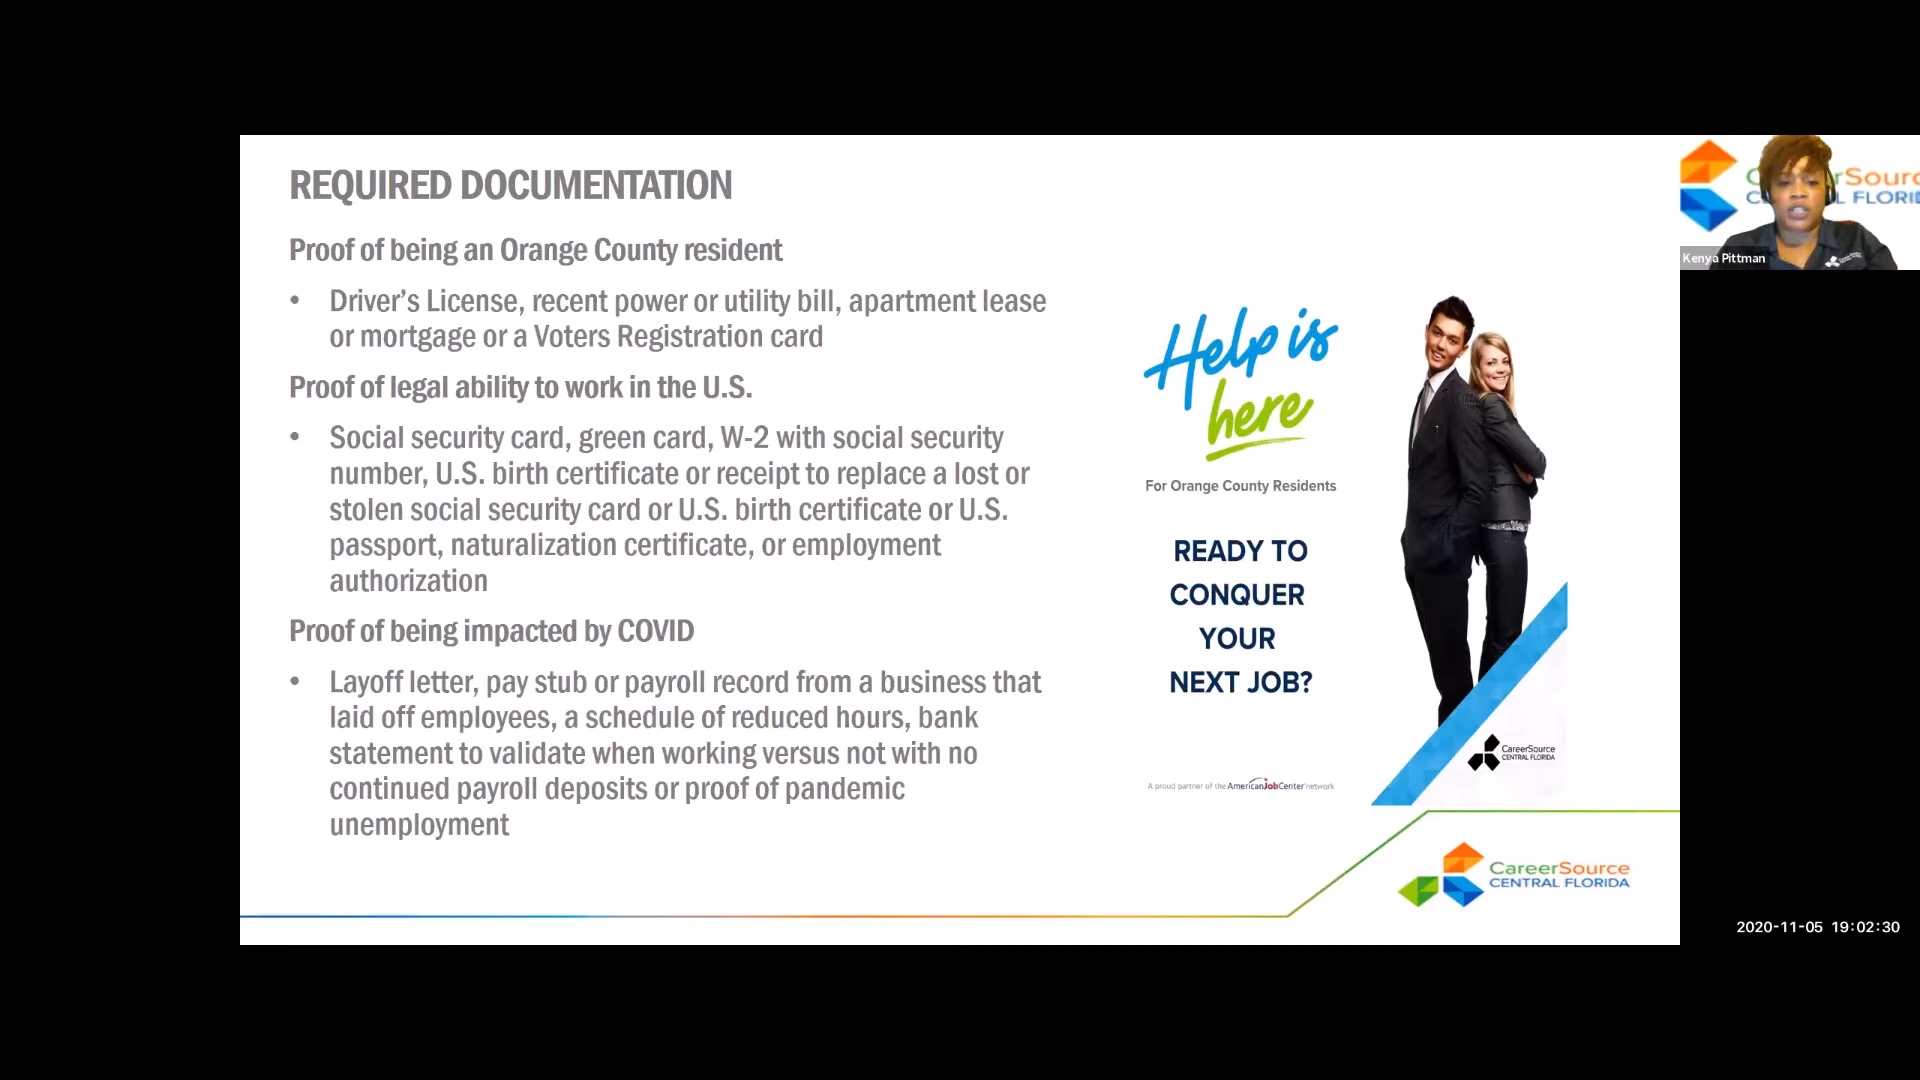 REQUIRED DOCUMENTATION
Proof of being an Orange County resident
• Driver's License, recent power or utility bill, apartment lease
or mortgage or a Voters Registration card
Proof of legal ability to work in the U.S.
• Social security card, green card, W-2 with social security
number, U.S. birth certificate or receipt to replace a lost or
stolen social security card or U.S. birth certificate or U.S.
passport, naturalization certificate, or employment
authorization
Proof of being impacted by COVID
• Layoff letter, pay stub or payroll record from a business that
laid off employees, a schedule of reduced hours, bank
statement to validate when working versus not with no
continued payroll deposits or proof of pandemic
unemployment
Help is
here
For Orange County Residents
READY TO
CONQUER
YOUR
NEXT JOB?
A proud partner of the AmericanJobCenter network
CareerSource
CENTRAL FLORIDA
CareerSource
CENTRAL FLORIDA
Kenya Pittman
2020-11-05 19:02:30